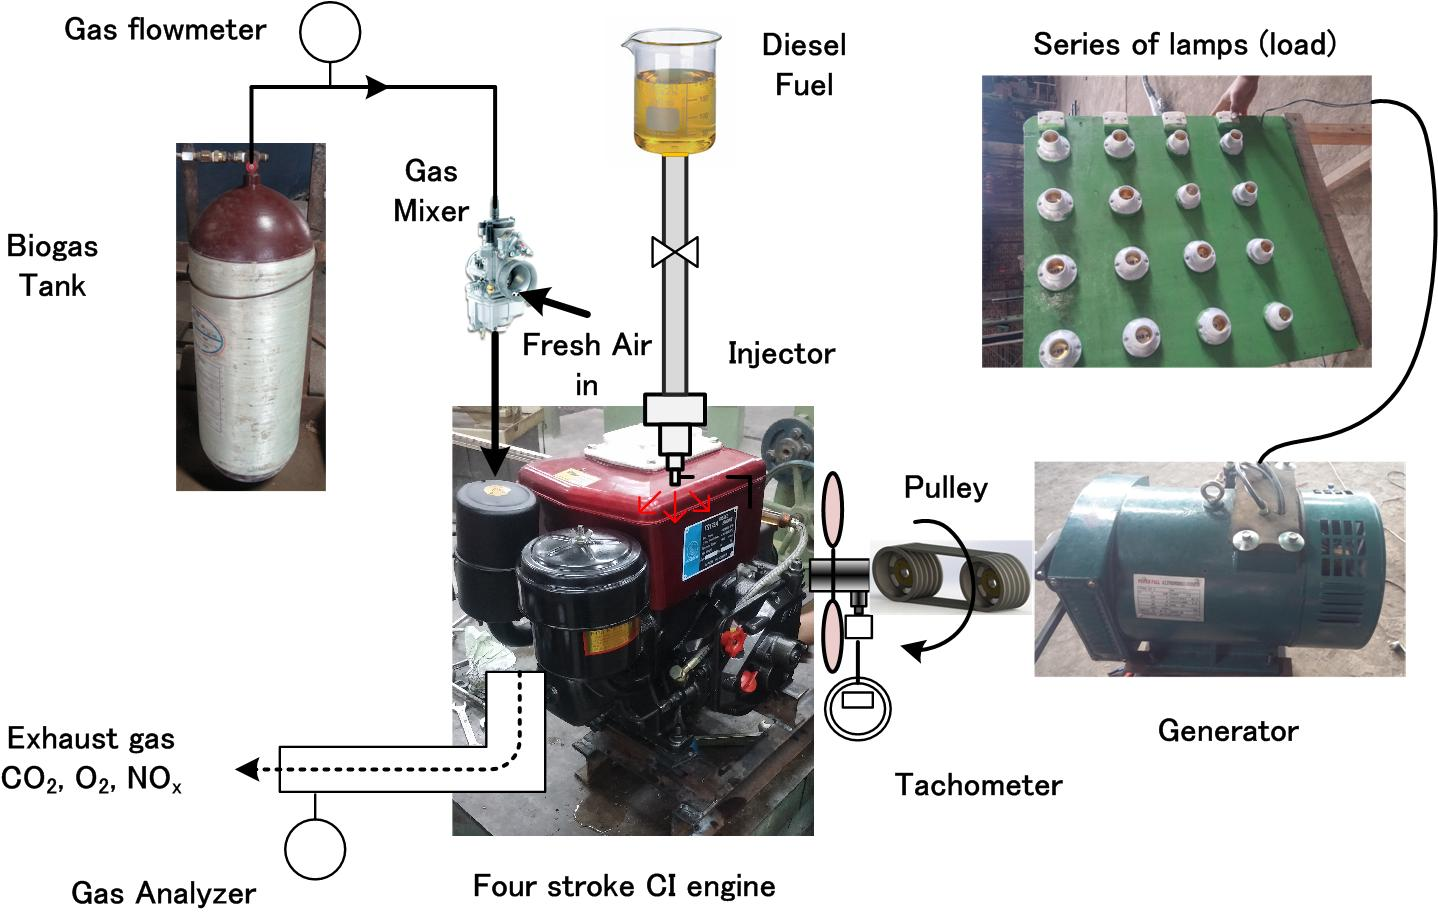 Gas flowmeter
Diesel
Fuel
Series of lamps (load)
Gas
Mixer
Biogas
Tank
Fresh Air
in
Injector
Pulley
Exhaust gas
CO₂, O₂, NOₓ
Generator
Tachometer
Gas Analyzer
Four stroke CI engine